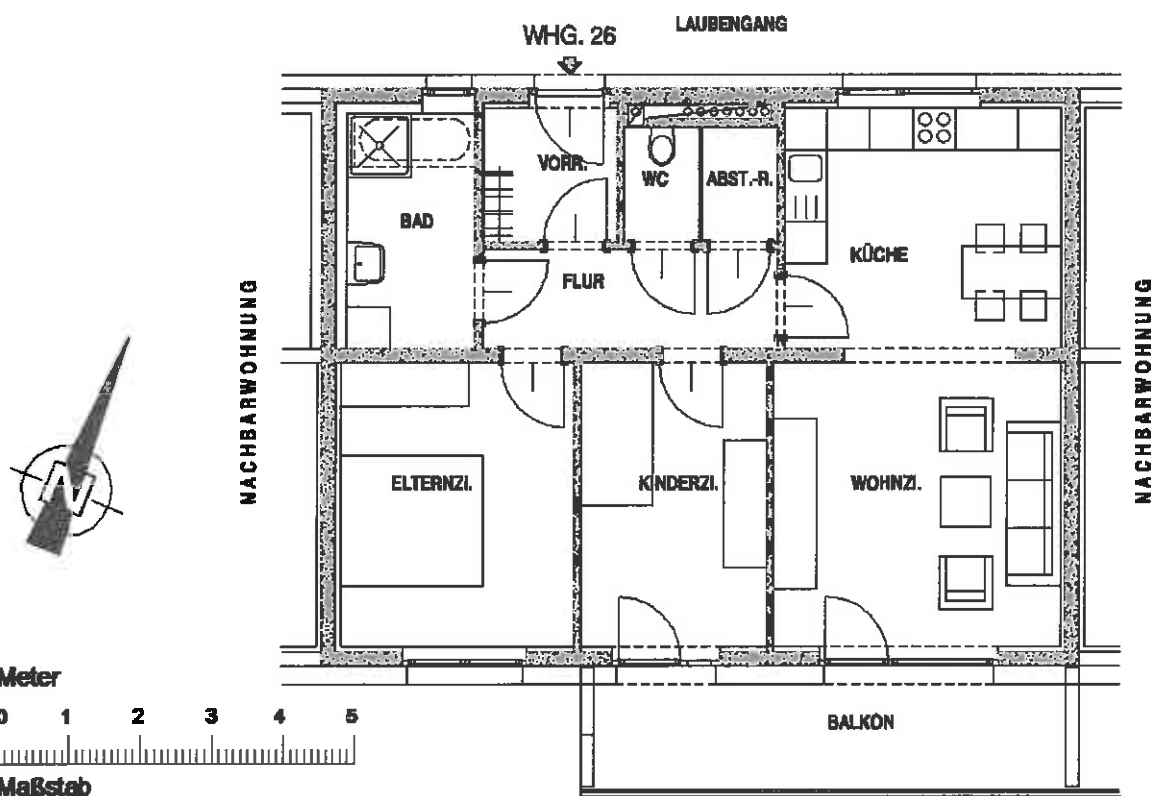 LAUBENGANG
WHG. 26
VORR.
WC
ABST.-R.
BAD
KÜCHE
FLUR
NACHBARWOHNUNG
NACHBARWOHNUNG
N
ELTERNZI.
KINDERZI.
WOHNZI.
Meter
0 1 2 3 4 5
Maßstab
BALKON